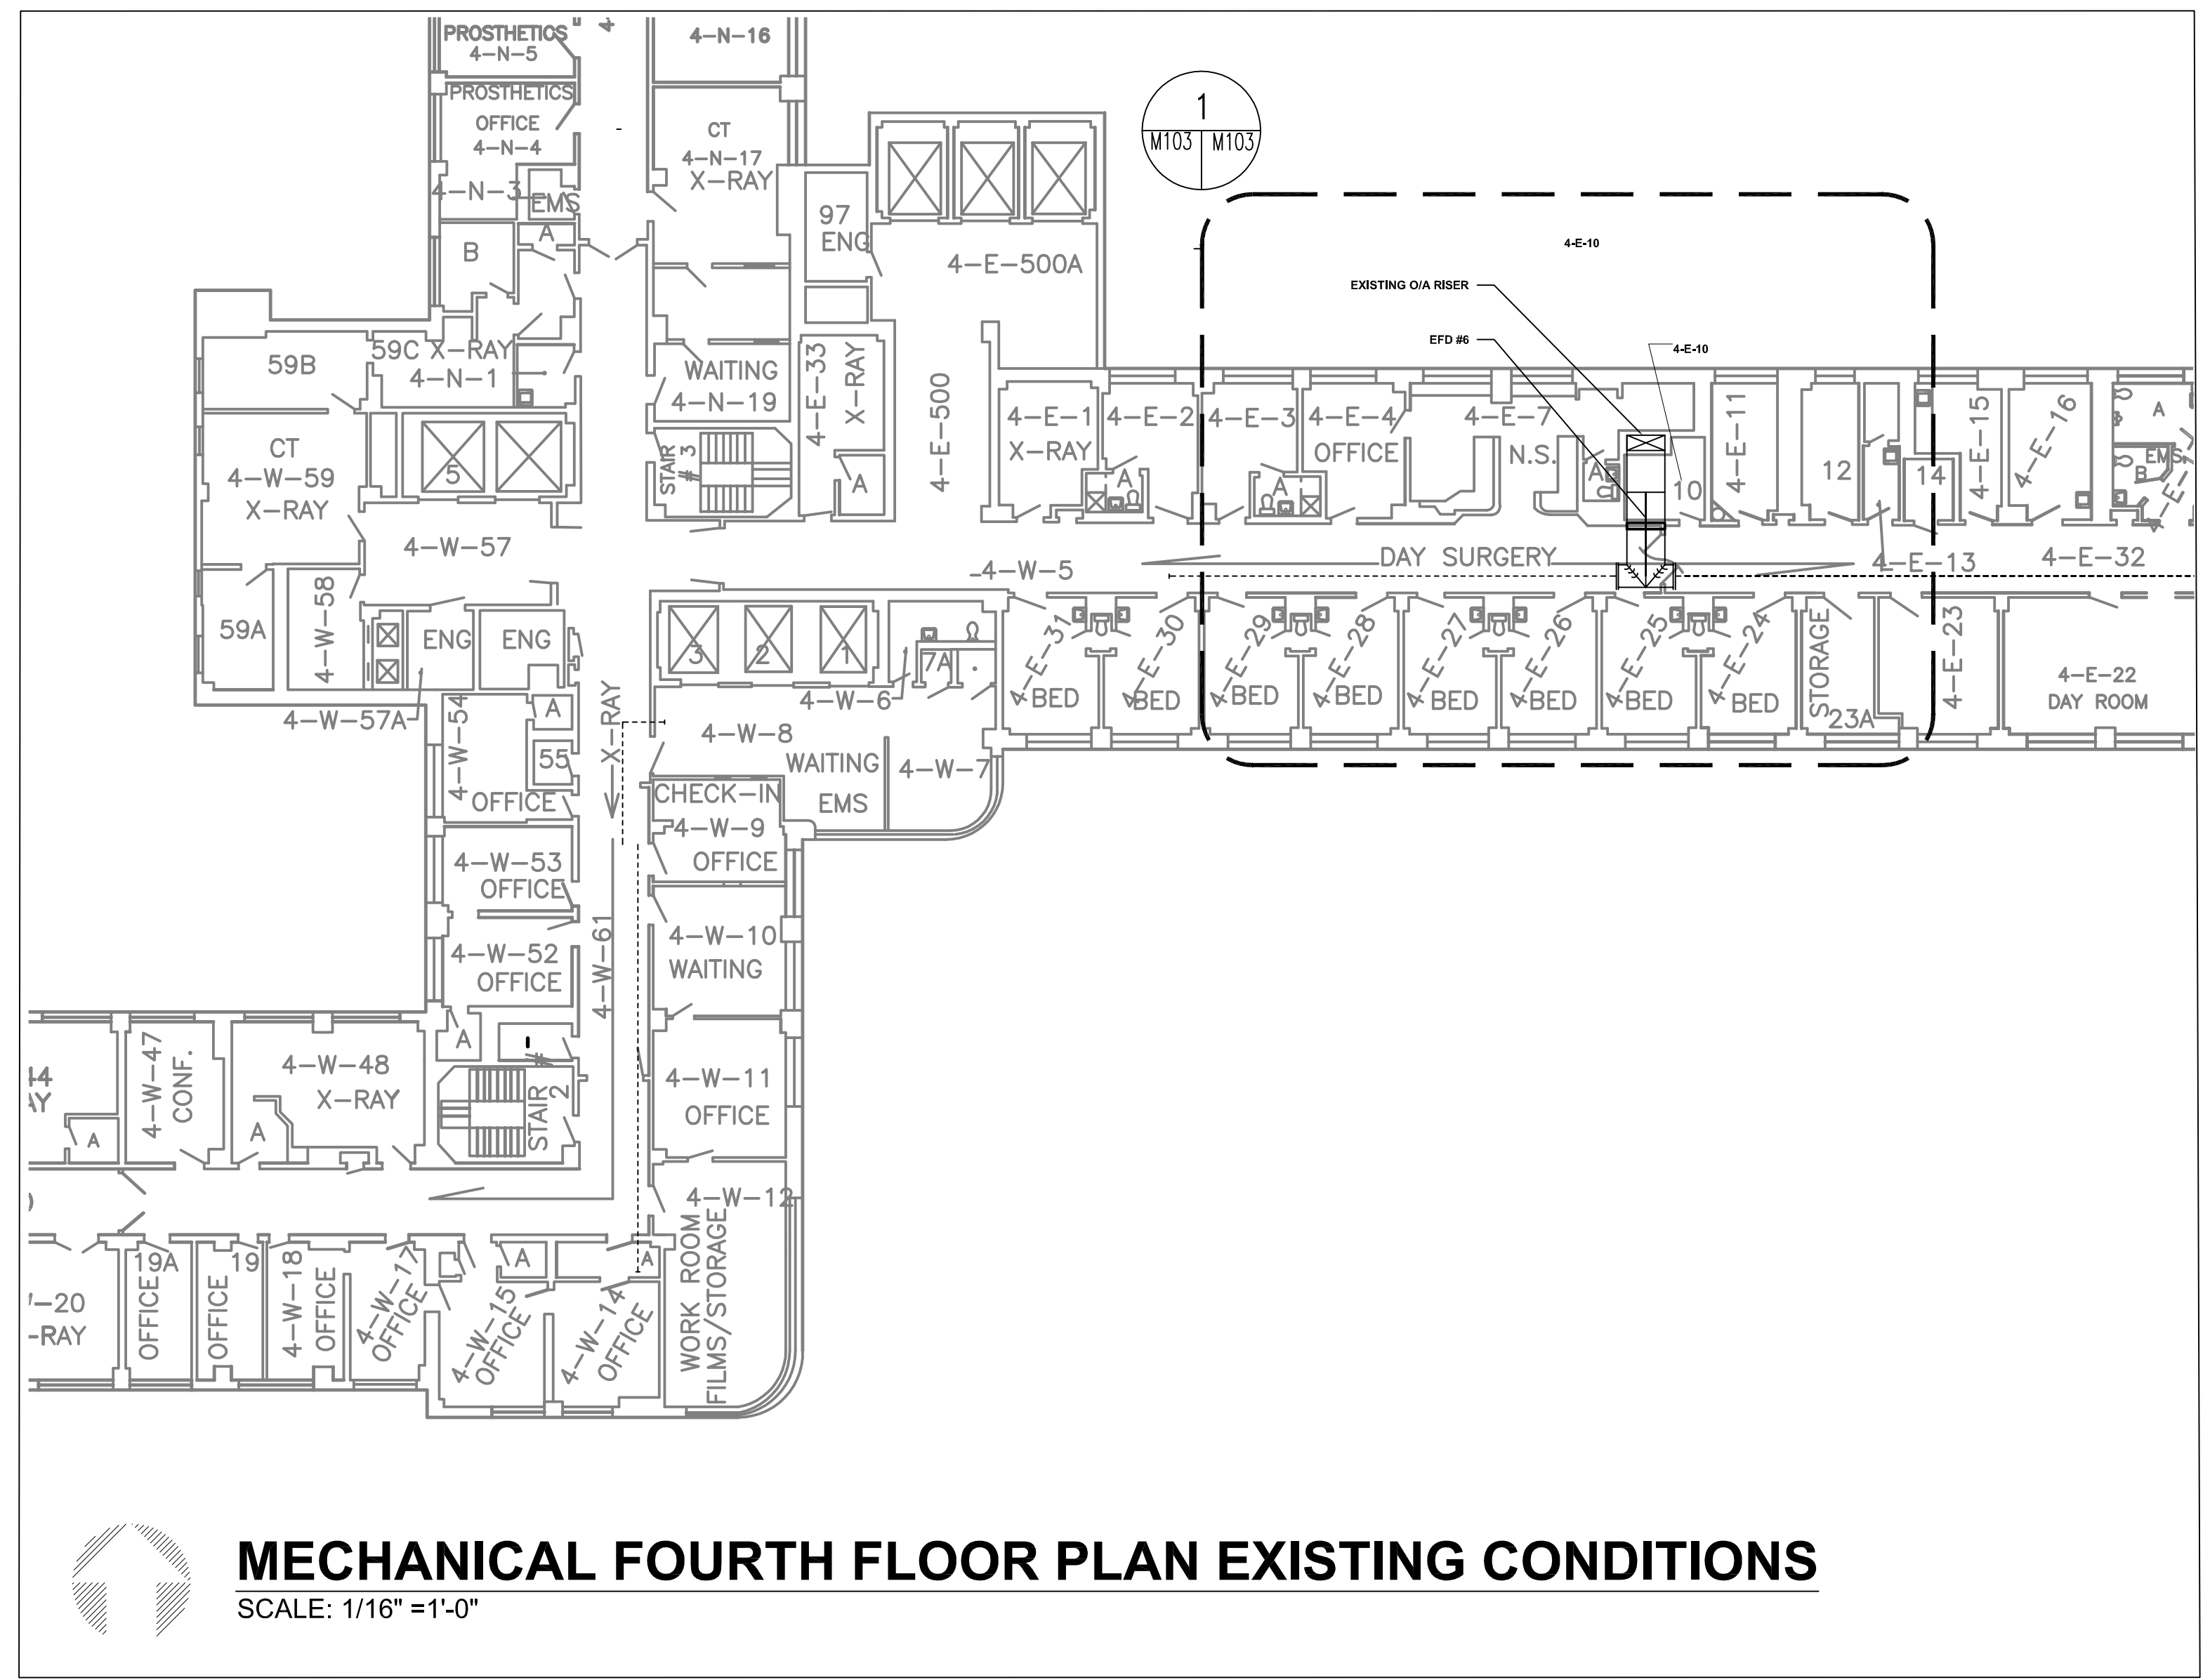 PROSTHETICS
4-N-5
4-N-16
PROSTHETICS
OFFICE
4-N-4
4-N-3
EMS
A
B
CT
4-N-17
X-RAY
97
ENG
4-E-500A
1
M103
M103
4-E-10
EXISTING O/A RISER
EFD #6
4-E-10
59B
59C X-RAY
4-N-1
WAITING
4-N-19
4-E-33
X-RAY
A
4-E-500
STAIR
# 3
5
CT
4-W-59
X-RAY
4-W-57
59A
4-W-58
ENG
ENG
4-W-57A
4-E-1
X-RAY
4-E-2
A
4-E-3
A
4-E-4
OFFICE
4-E-7
N.S.
A
10
4-E-11
12
14
4-E-15
4-E-16
A
EMS
B
4-W-5
DAY SURGERY
4-E-13
4-E-32
3
2
1
7A
4-W-6
4-W-8
WAITING
EMS
4-W-7
4-E-31
BED
4-E-30
BED
4-E-29
BED
4-E-28
BED
4-E-27
BED
4-E-26
BED
4-E-25
BED
4-E-24
BED
STORAGE
23A
4-E-23
4-E-22
DAY ROOM
4-W-54
A
55
OFFICE
X-RAY
CHECK-IN
4-W-9
OFFICE
4-W-53
OFFICE
4-W-52
OFFICE
4-W-61
4-W-10
WAITING
A
4-W-11
OFFICE
STAIR #
2
44
A
4-W-47
CONF.
4-W-48
X-RAY
A
4-W-12
WORK ROOM
FILMS/STORAGE
-20
-RAY
19A
OFFICE
19
OFFICE
4-W-18
OFFICE
4-W-17
OFFICE
A
4-W-15
OFFICE
A
4-W-14
OFFICE
MECHANICAL FOURTH FLOOR PLAN EXISTING CONDITIONS
SCALE: 1/16" =1'-0"